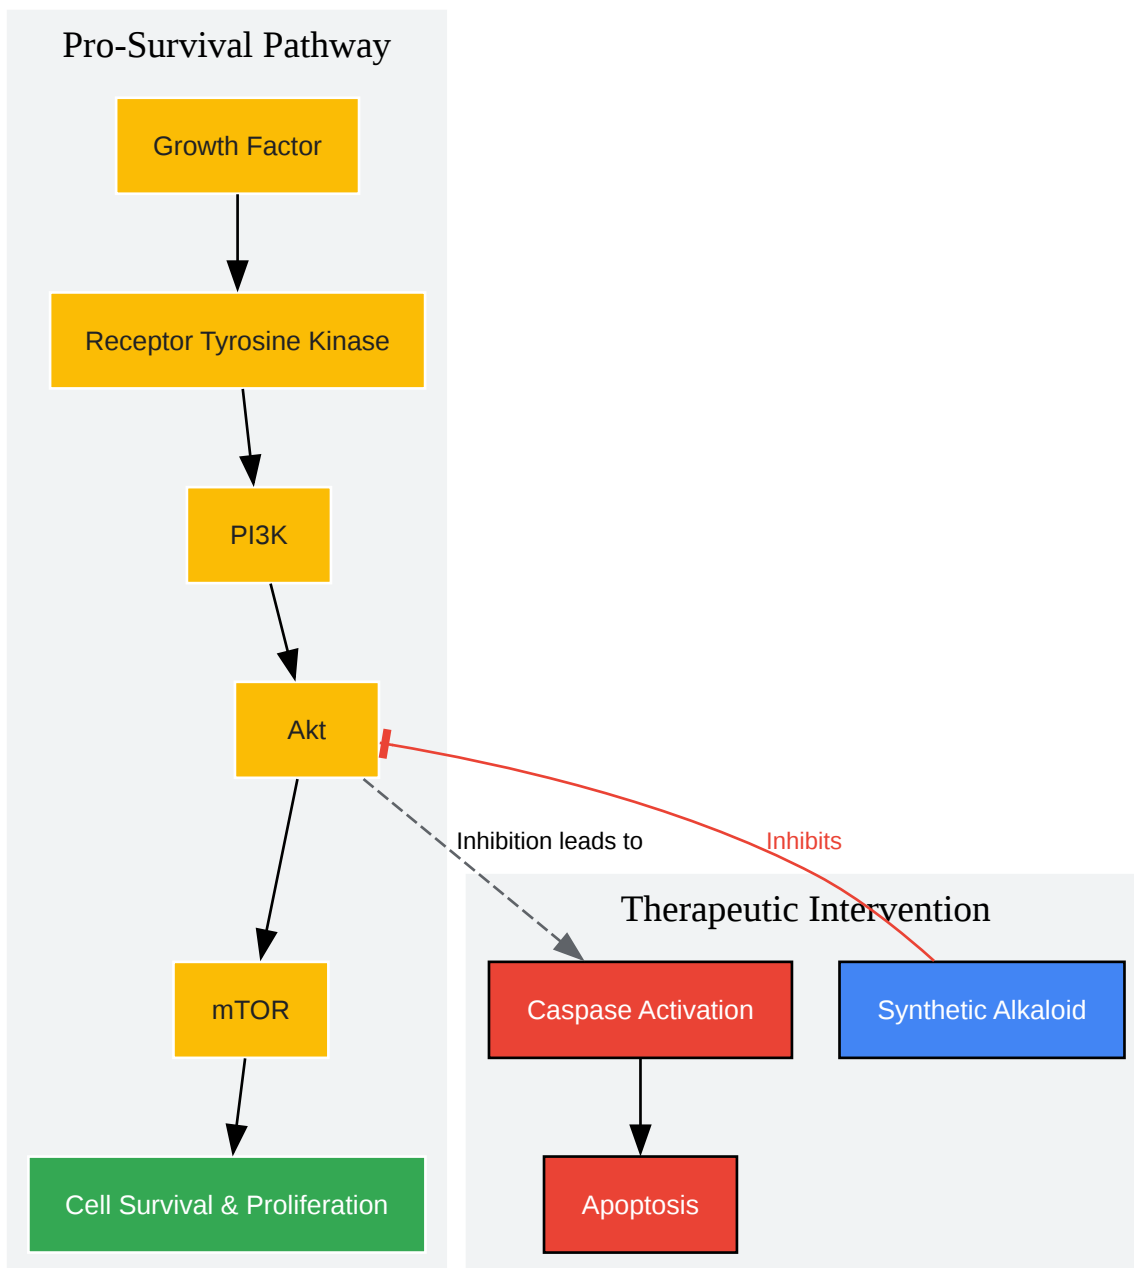 Pro-Survival Pathway
Growth Factor
Receptor Tyrosine Kinase
PI3K
Akt
Inhibition leads to
Inhibits
Therapeutic Intervention
mTOR
Caspase Activation
Synthetic Alkaloid
Cell Survival & Proliferation
Apoptosis